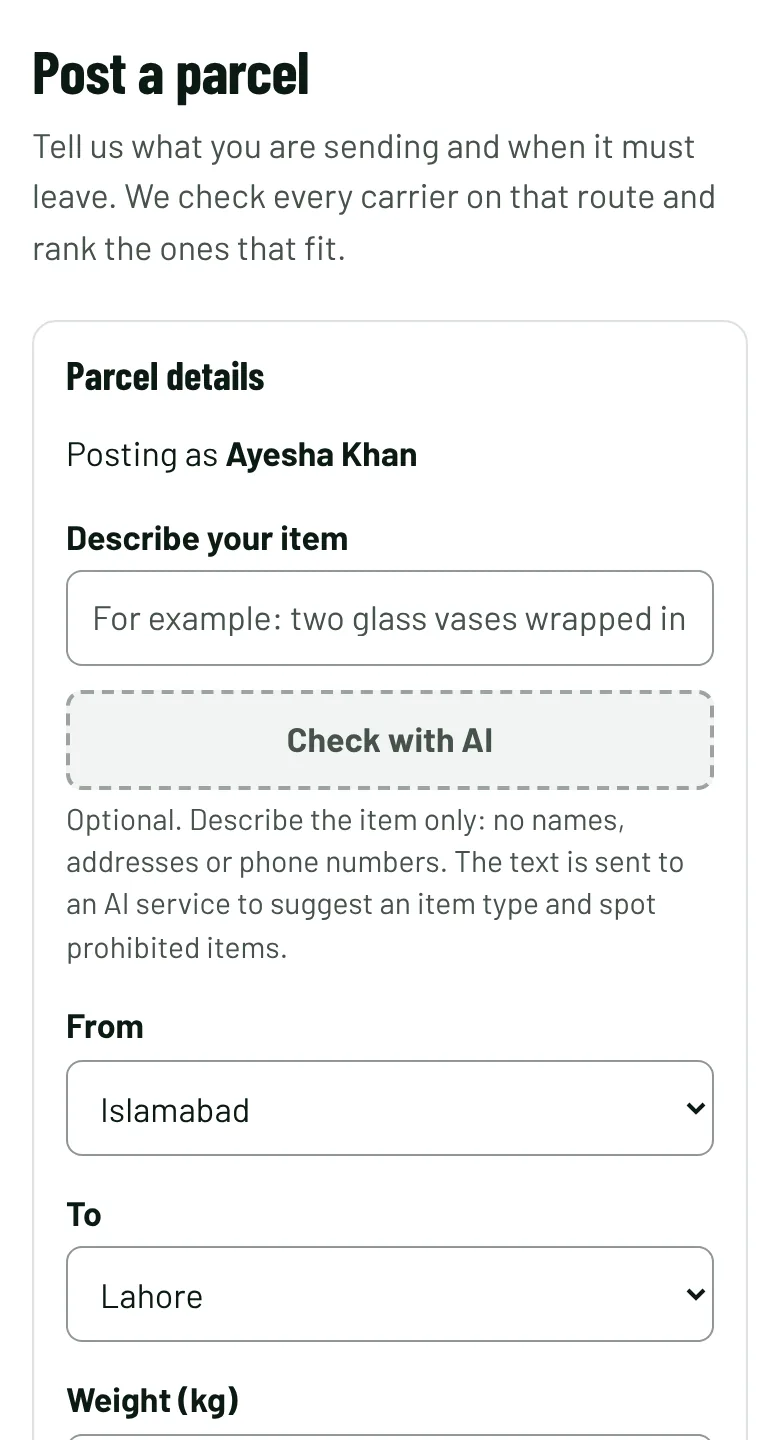 Post a parcel
Tell us what you are sending and when it must
leave. We check every carrier on that route and
rank the ones that fit.
Parcel details
Posting as Ayesha Khan
Describe your item
For example: two glass vases wrapped in
Check with AI
Optional. Describe the item only: no names,
addresses or phone numbers. The text is sent to
an AI service to suggest an item type and spot
prohibited items.
From
Islamabad
To
Lahore
Weight (kg)